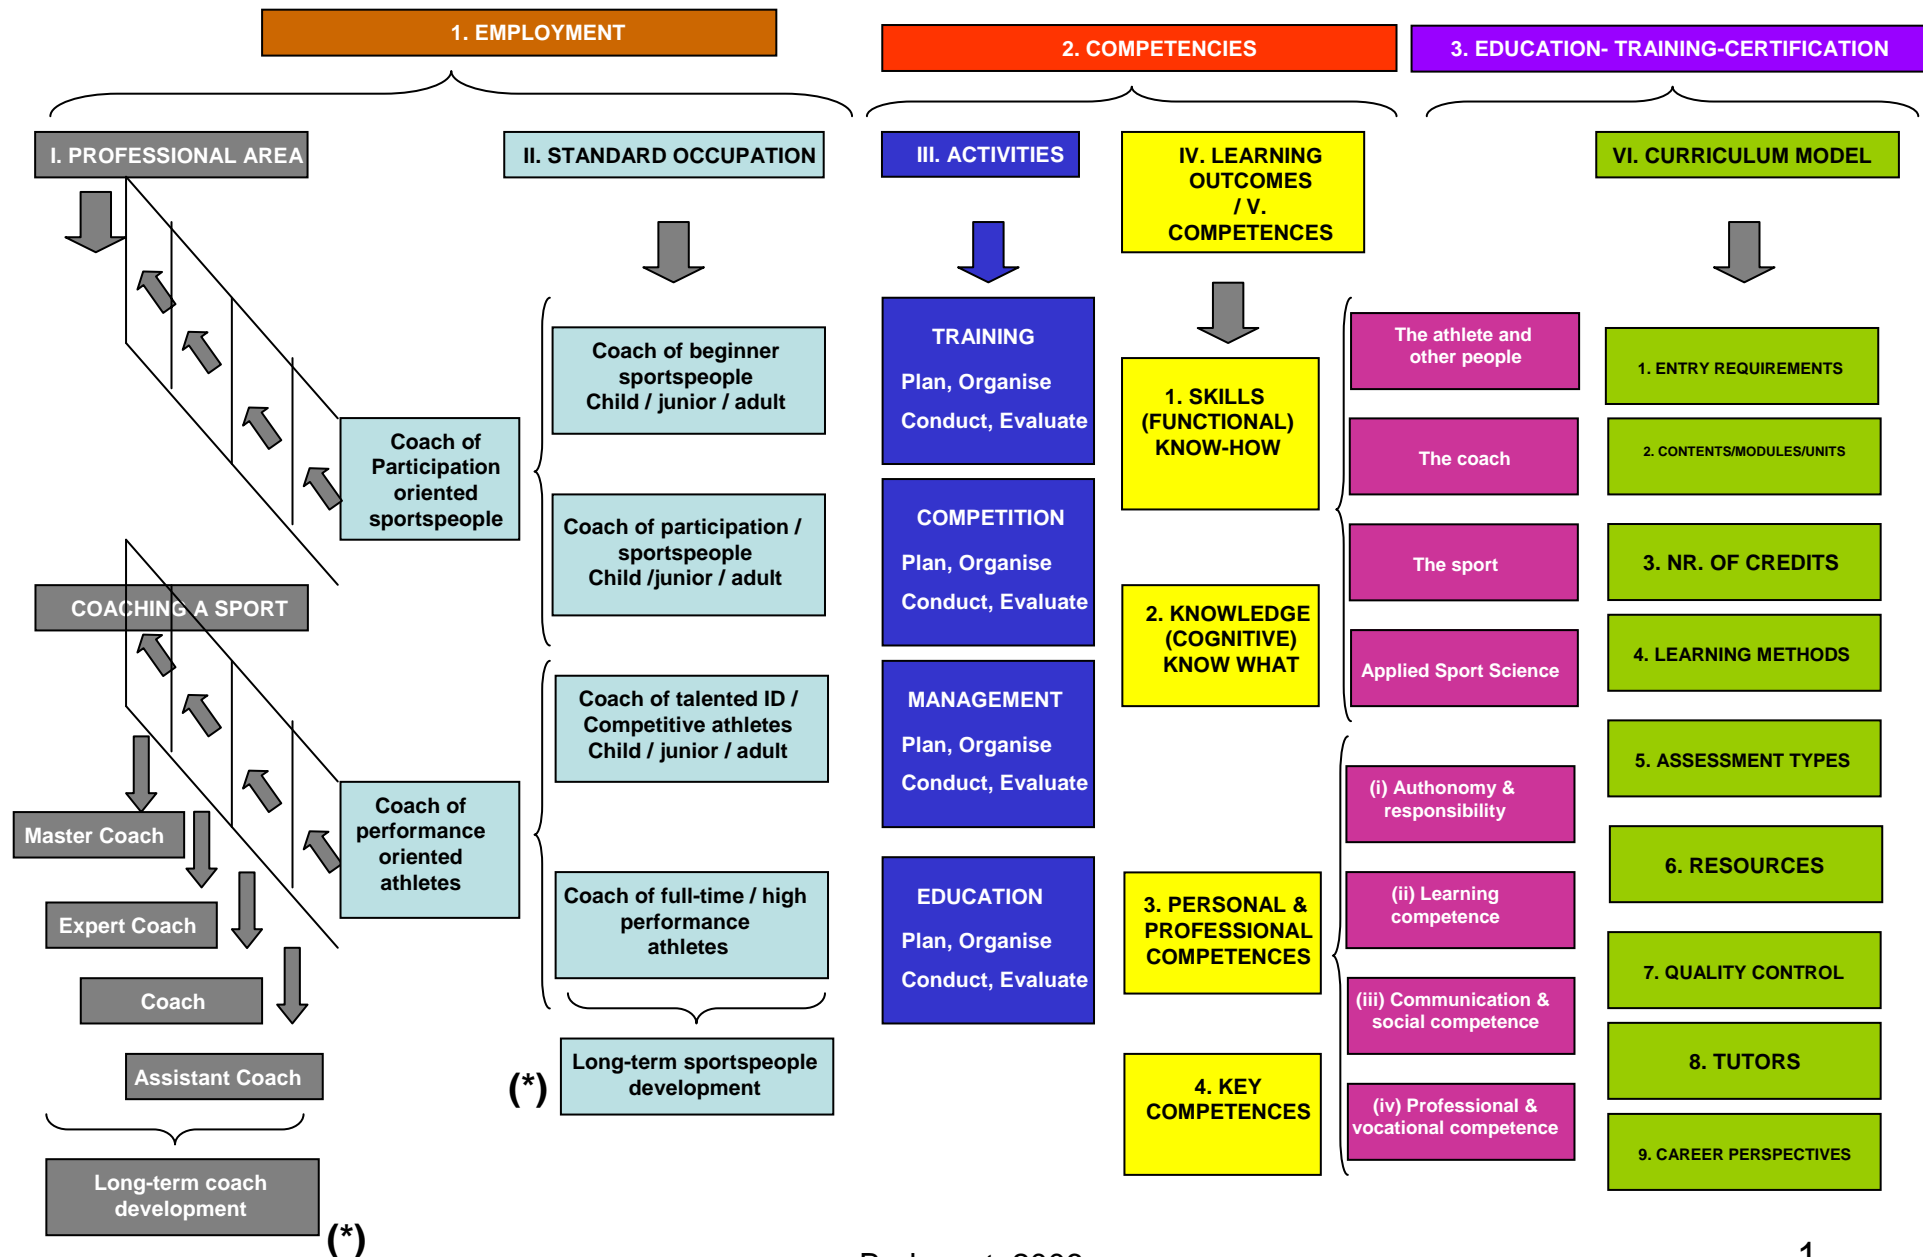 1. EMPLOYMENT
2. COMPETENCIES
3. EDUCATION- TRAINING-CERTIFICATION
I. PROFESSIONAL AREA
II. STANDARD OCCUPATION
III. ACTIVITIES
IV. LEARNING
OUTCOMES
/ V.
COMPETENCES
VI. CURRICULUM MODEL
COACHING A SPORT
Master Coach
Expert Coach
Coach
Assistant Coach
Long-term coach
development
(*)
Coach of
Participation
oriented
sportspeople
Coach of
performance
oriented
athletes
Coach of beginner
sportspeople
Child / junior / adult
Coach of participation /
sportspeople
Child /junior / adult
Coach of talented ID /
Competitive athletes
Child / junior / adult
Coach of full-time / high
performance
athletes
(*)
Long-term sportspeople
development
TRAINING
Plan, Organise
Conduct, Evaluate
COMPETITION
Plan, Organise
Conduct, Evaluate
MANAGEMENT
Plan, Organise
Conduct, Evaluate
EDUCATION
Plan, Organise
Conduct, Evaluate
1. SKILLS
(FUNCTIONAL)
KNOW-HOW
2. KNOWLEDGE
(COGNITIVE)
KNOW WHAT
3. PERSONAL &
PROFESSIONAL
COMPETENCES
4. KEY
COMPETENCES
The athlete and
other people
The coach
The sport
Applied Sport Science
(i) Authonomy &
responsibility
(ii) Learning
competence
(iii) Communication &
social competence
(iv) Professional &
vocational competence
1. ENTRY REQUIREMENTS
2. CONTENTS/MODULES/UNITS
3. NR. OF CREDITS
4. LEARNING METHODS
5. ASSESSMENT TYPES
6. RESOURCES
7. QUALITY CONTROL
8. TUTORS
9. CAREER PERSPECTIVES
1